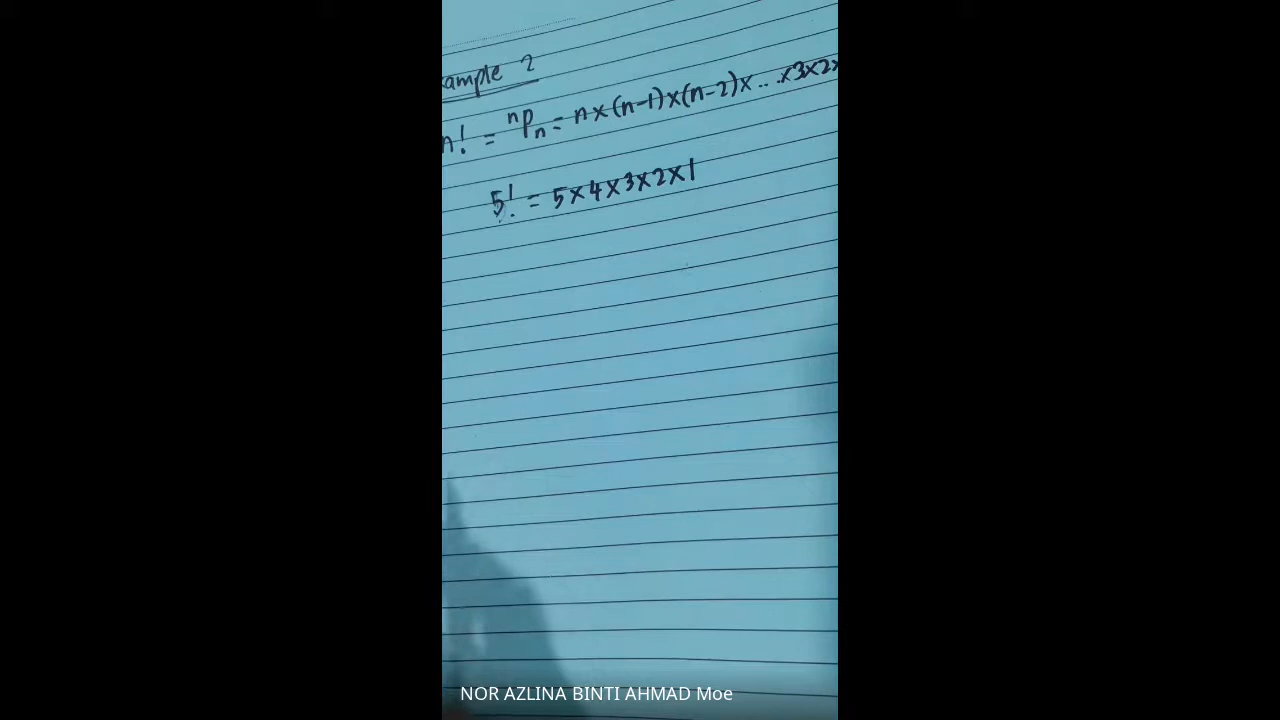 ample 2
n! = ⁿPₙ = n×(n-1)×(n-2)×...×3×2×
5! = 5×4×3×2×1
NOR AZLINA BINTI AHMAD Moe